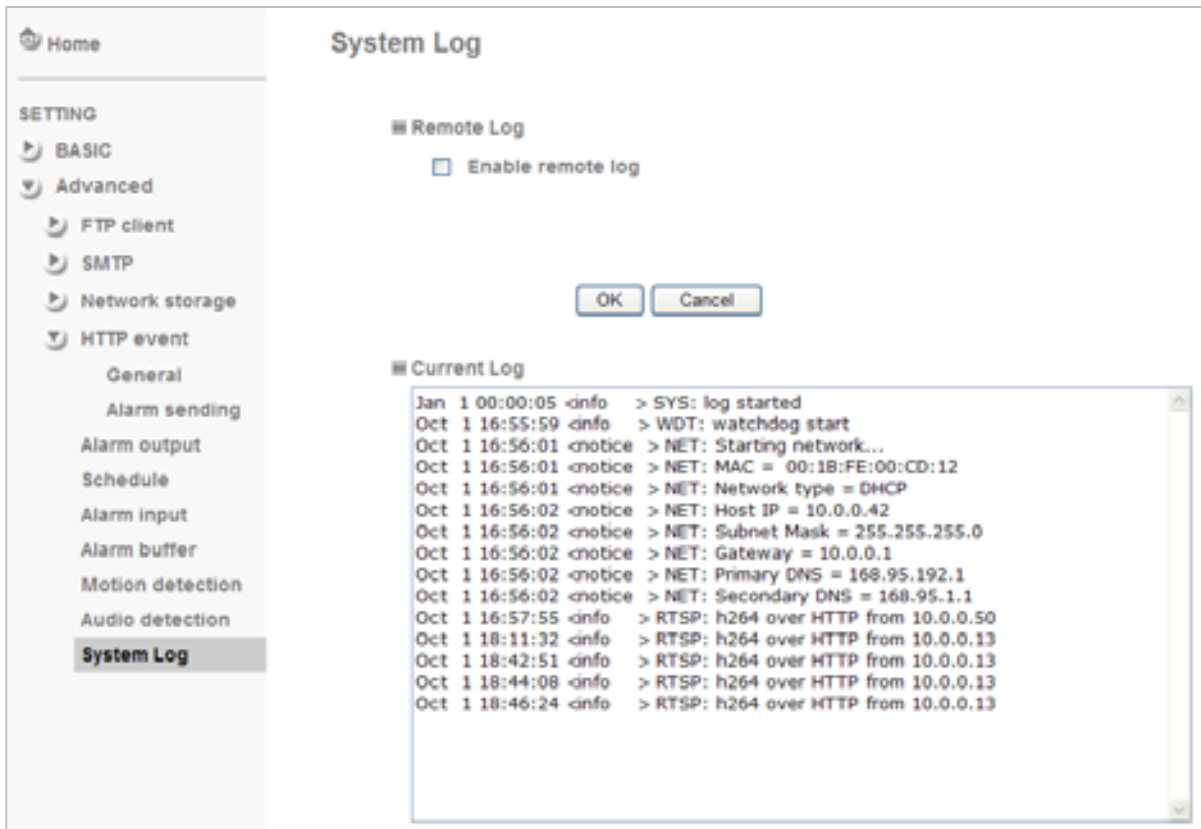 Home
SETTING
BASIC
Advanced
FTP client
SMTP
Network storage
HTTP event
General
Alarm sending
Alarm output
Schedule
Alarm input
Alarm buffer
Motion detection
Audio detection
System Log
System Log
Remote Log
Enable remote log
OK Cancel
Current Log
Jan 1 00:00:05 <info > SYS: log started
Oct 1 16:55:59 <info > WDT: watchdog start
Oct 1 16:56:01 <notice > NET: Starting network...
Oct 1 16:56:01 <notice > NET: MAC = 00:1B:FE:00:CD:12
Oct 1 16:56:01 <notice > NET: Network type = DHCP
Oct 1 16:56:02 <notice > NET: Host IP = 10.0.0.42
Oct 1 16:56:02 <notice > NET: Subnet Mask = 255.255.255.0
Oct 1 16:56:02 <notice > NET: Gateway = 10.0.0.1
Oct 1 16:56:02 <notice > NET: Primary DNS = 168.95.192.1
Oct 1 16:56:02 <notice > NET: Secondary DNS = 168.95.1.1
Oct 1 16:57:55 <info > RTSP: h264 over HTTP from 10.0.0.50
Oct 1 18:11:32 <info > RTSP: h264 over HTTP from 10.0.0.13
Oct 1 18:42:51 <info > RTSP: h264 over HTTP from 10.0.0.13
Oct 1 18:44:08 <info > RTSP: h264 over HTTP from 10.0.0.13
Oct 1 18:46:24 <info > RTSP: h264 over HTTP from 10.0.0.13